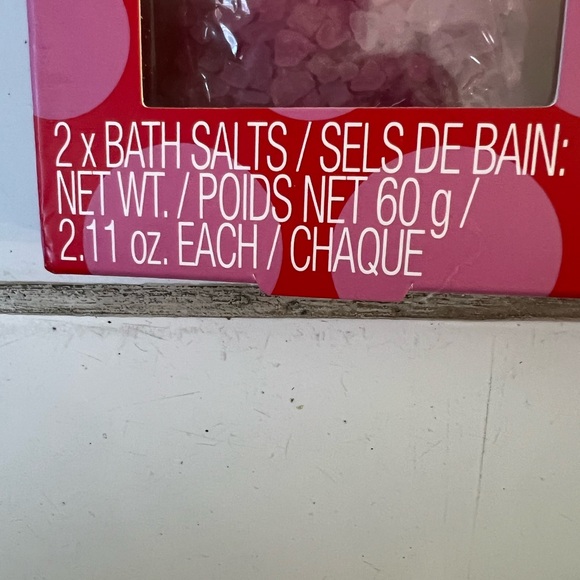 2 x BATH SALTS / SELS DE BAIN:
NET WT. / POIDS NET 60 g /
2.11 oz. EACH / CHAQUE